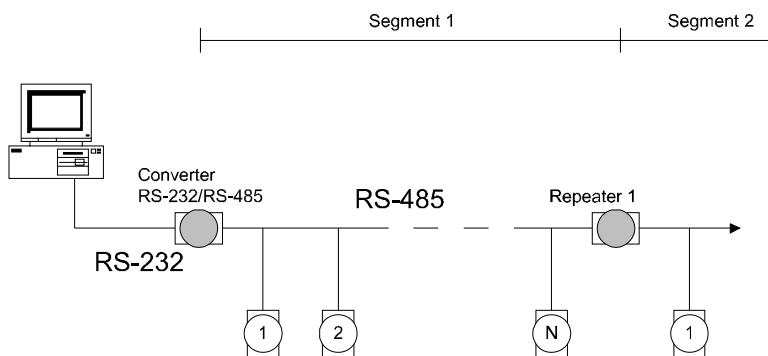 Segment 1
Segment 2
Converter
RS-232/RS-485
RS-485
Repeater 1
RS-232
1
2
N
1